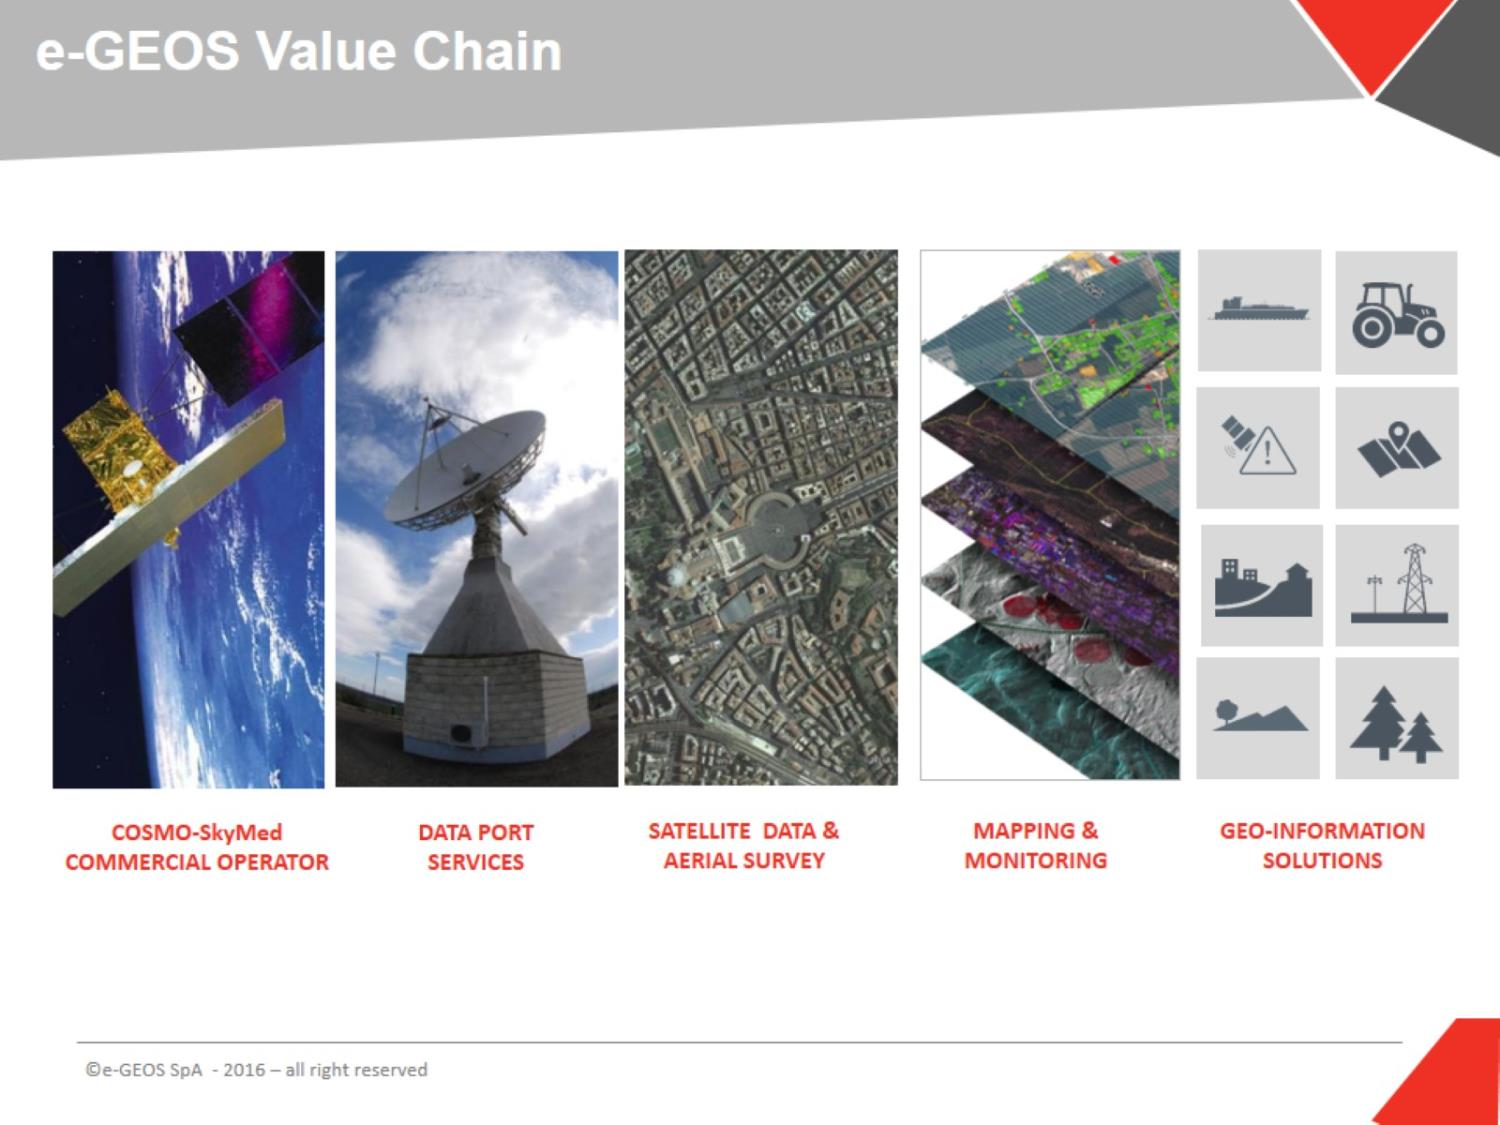 e-GEOS Value Chain
COSMO-SkyMed
COMMERCIAL OPERATOR
DATA PORT
SERVICES
SATELLITE DATA &
AERIAL SURVEY
MAPPING &
MONITORING
GEO-INFORMATION
SOLUTIONS
©e-GEOS SpA - 2016 – all right reserved